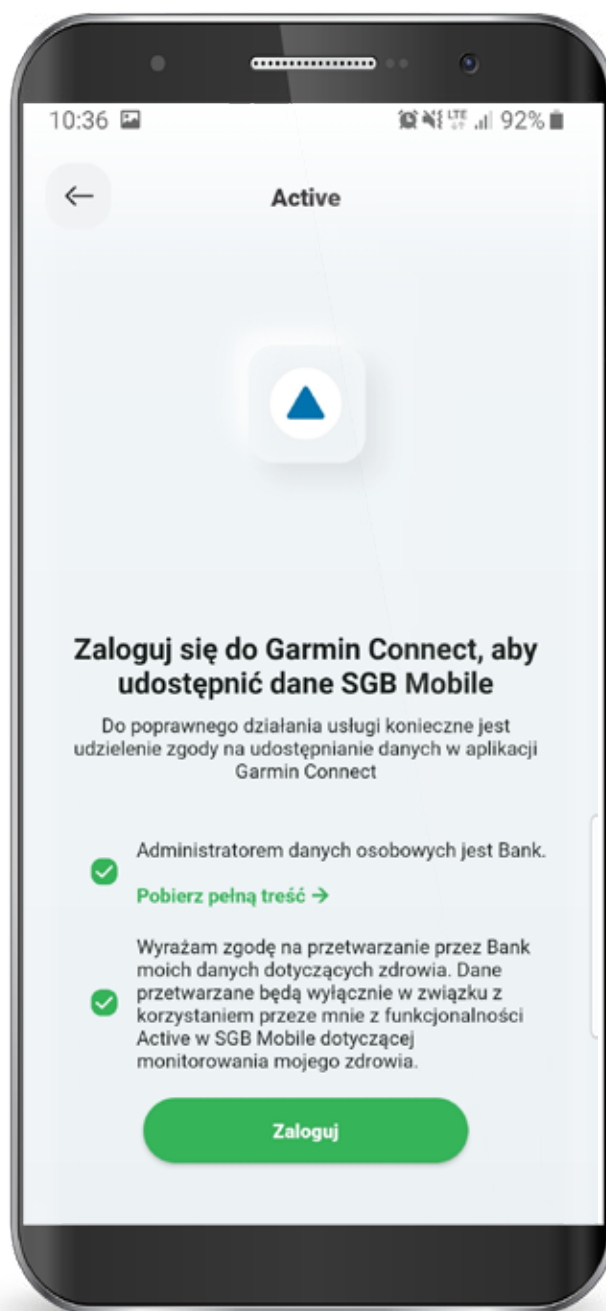 10:36
LTE
92%
Active
Zaloguj się do Garmin Connect, aby
udostępnić dane SGB Mobile
Do poprawnego działania usługi konieczne jest
udzielenie zgody na udostępnianie danych w aplikacji
Garmin Connect
Administratorem danych osobowych jest Bank.
Pobierz pełną treść →
Wyrażam zgodę na przetwarzanie przez Bank
moich danych dotyczących zdrowia. Dane
przetwarzane będą wyłącznie w związku z
korzystaniem przeze mnie z funkcjonalności
Active w SGB Mobile dotyczącej
monitorowania mojego zdrowia.
Zaloguj